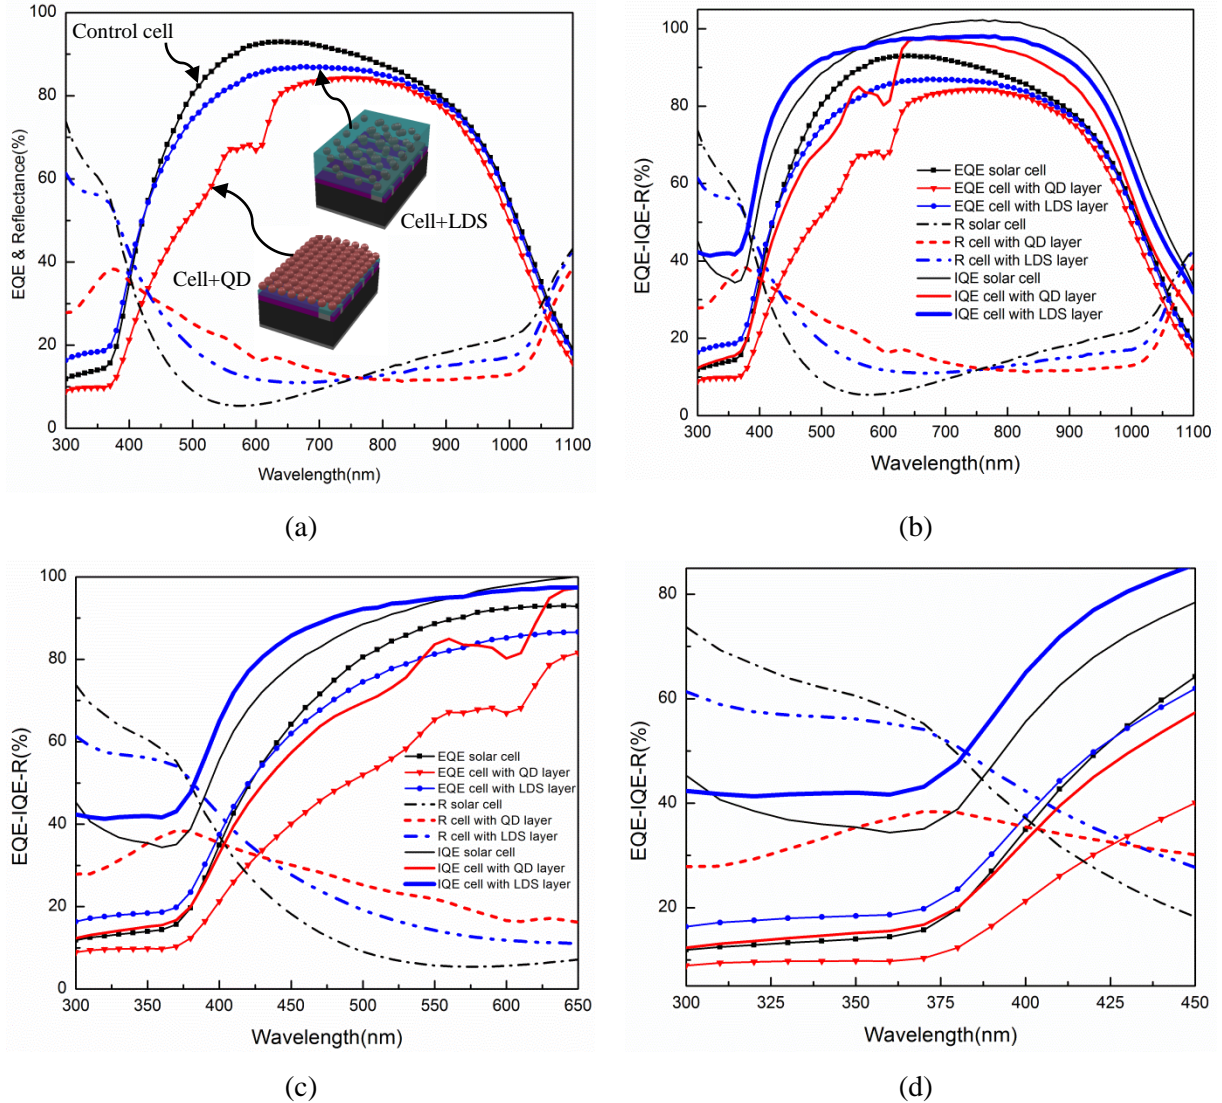 100
80
60
40
20
0
300 400 500 600 700 800 900 1000 1100
EQE & Reflectance(%)
Wavelength(nm)
Control cell
Cell+LDS
Cell+QD
(a)
100
80
60
40
20
0
300 400 500 600 700 800 900 1000 1100
EQE-IQE-R(%)
Wavelength(nm)
EQE solar cell
EQE cell with QD layer
EQE cell with LDS layer
R solar cell
R cell with QD layer
R cell with LDS layer
IQE solar cell
IQE cell with QD layer
IQE cell with LDS layer
(b)
100
80
60
40
20
0
300 350 400 450 500 550 600 650
EQE-IQE-R(%)
Wavelength(nm)
EQE solar cell
EQE cell with QD layer
EQE cell with LDS layer
R solar cell
R cell with QD layer
R cell with LDS layer
IQE solar cell
IQE cell with QD layer
IQE cell with LDS layer
(c)
80
60
40
20
300 325 350 375 400 425 450
EQE-IQE-R(%)
Wavelength(nm)
(d)